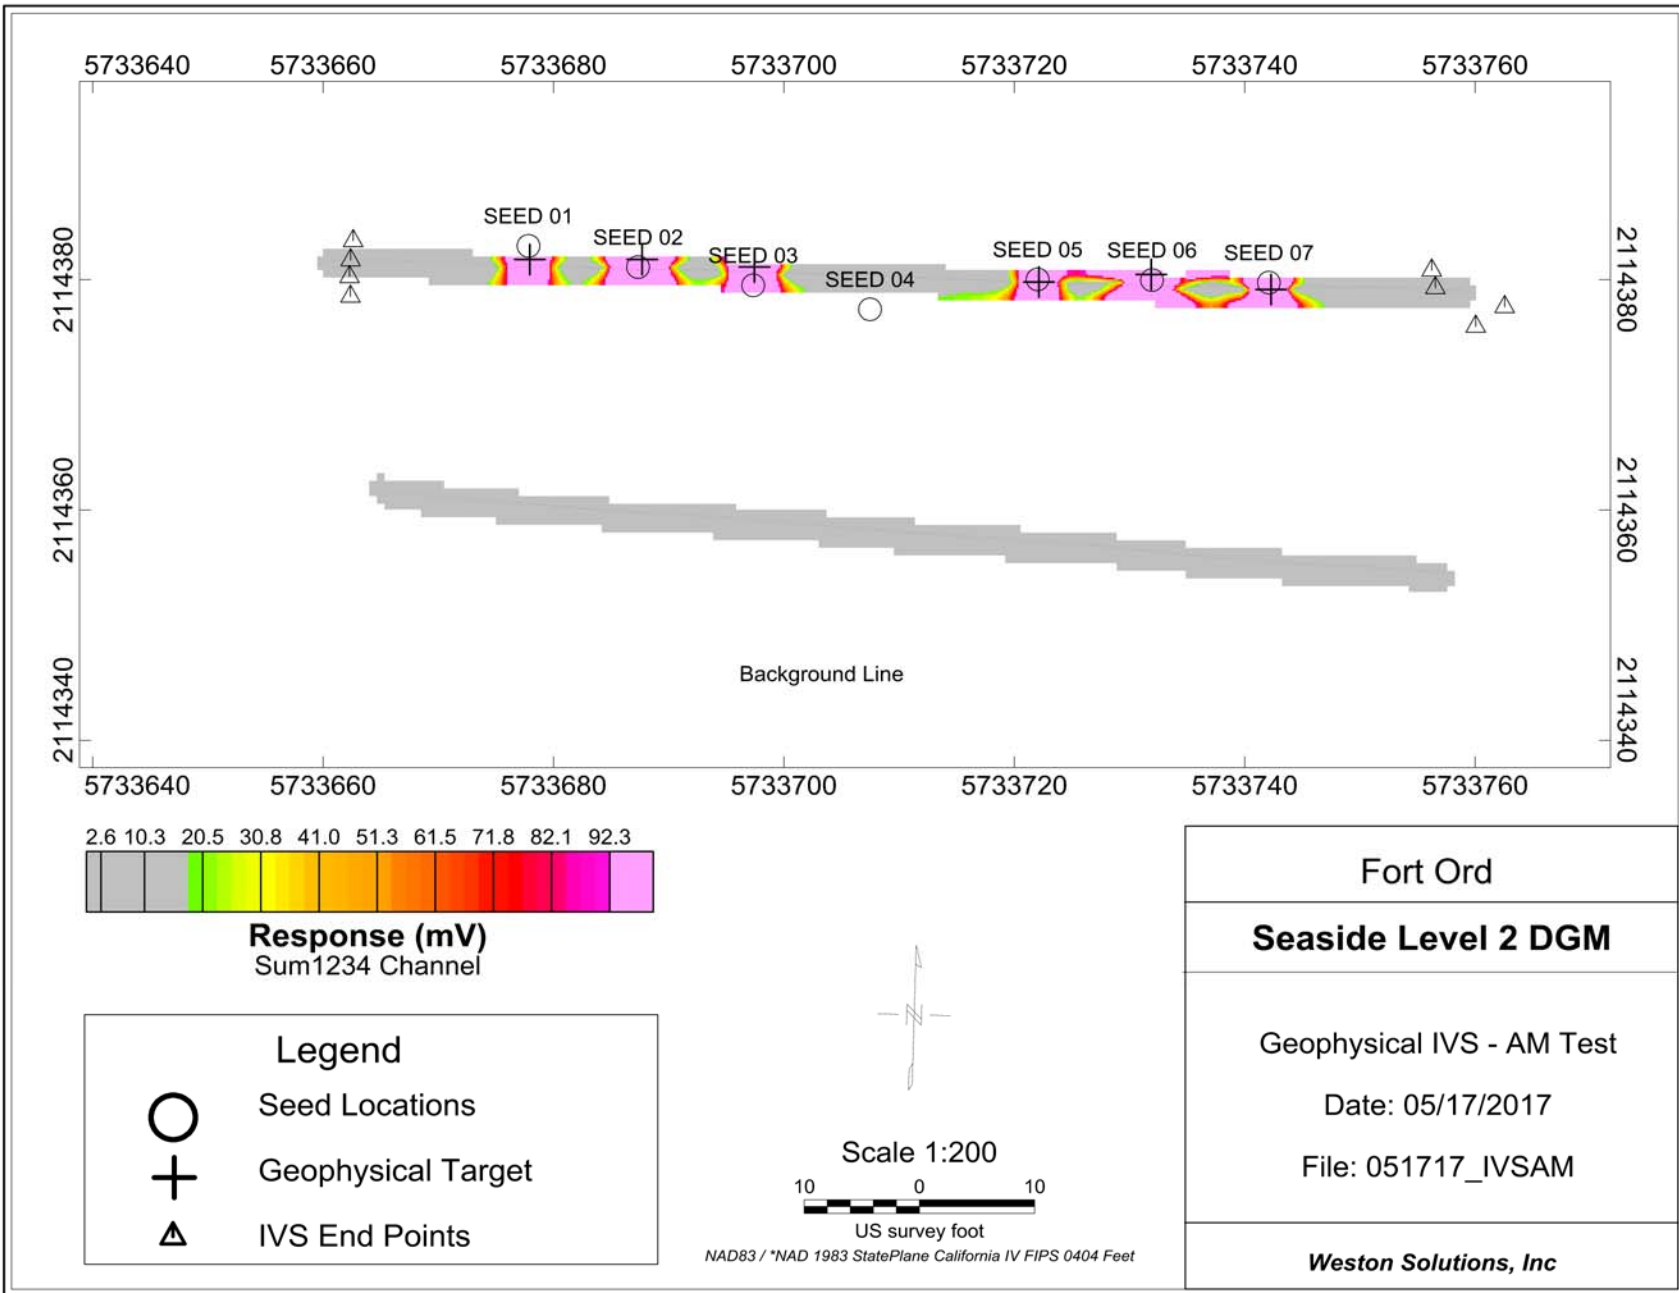 5733640 5733660 5733680 5733700 5733720 5733740 5733760
2114380
2114360
2114340
SEED 01
SEED 02
SEED 03
SEED 04
SEED 05
SEED 06
SEED 07
2114380
2114360
2114340
Background Line
5733640 5733660 5733680 5733700 5733720 5733740 5733760
2.6 10.3 20.5 30.8 41.0 51.3 61.5 71.8 82.1 92.3
Response (mV)
Sum1234 Channel
Legend
Seed Locations
Geophysical Target
IVS End Points
N
Scale 1:200
10 0 10
US survey foot
NAD83 / *NAD 1983 StatePlane California IV FIPS 0404 Feet
Fort Ord
Seaside Level 2 DGM
Geophysical IVS - AM Test
Date: 05/17/2017
File: 051717_IVSAM
Weston Solutions, Inc